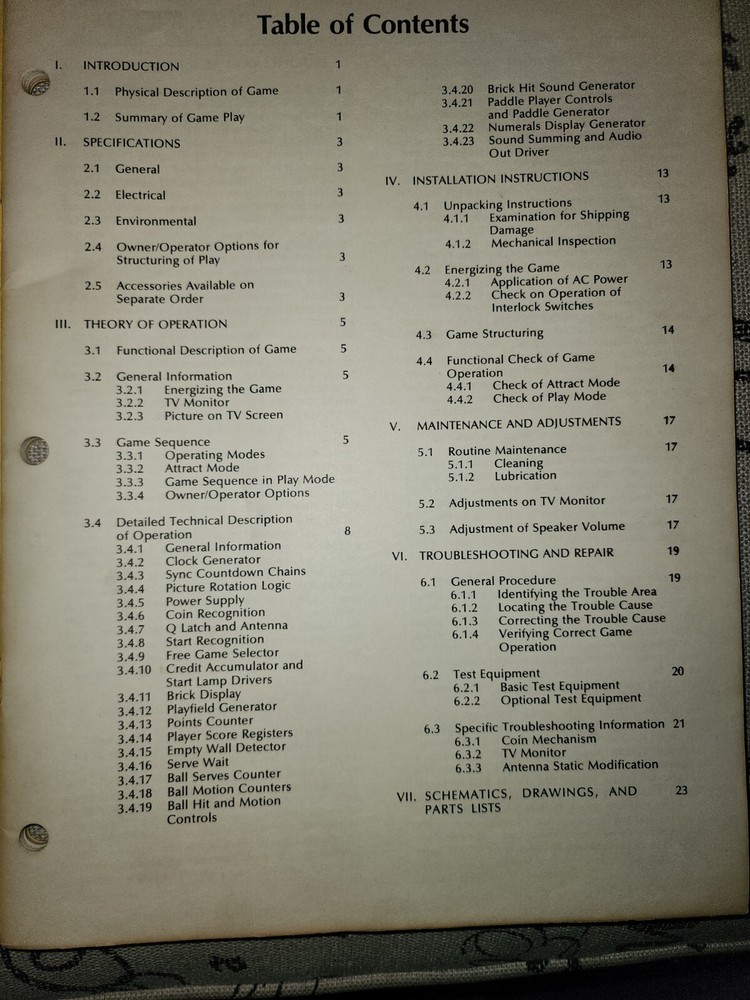 Table of Contents
I. INTRODUCTION 1
1.1 Physical Description of Game 1
1.2 Summary of Game Play 1
II. SPECIFICATIONS 3
2.1 General 3
2.2 Electrical 3
2.3 Environmental 3
2.4 Owner/Operator Options for
Structuring of Play 3
2.5 Accessories Available on
Separate Order 3
III. THEORY OF OPERATION 5
3.1 Functional Description of Game 5
3.2 General Information 5
3.2.1 Energizing the Game
3.2.2 TV Monitor
3.2.3 Picture on TV Screen
3.3 Game Sequence 5
3.3.1 Operating Modes
3.3.2 Attract Mode
3.3.3 Game Sequence in Play Mode
3.3.4 Owner/Operator Options
3.4 Detailed Technical Description
of Operation 8
3.4.1 General Information
3.4.2 Clock Generator
3.4.3 Sync Countdown Chains
3.4.4 Picture Rotation Logic
3.4.5 Power Supply
3.4.6 Coin Recognition
3.4.7 Q Latch and Antenna
3.4.8 Start Recognition
3.4.9 Free Game Selector
3.4.10 Credit Accumulator and
Start Lamp Drivers
3.4.11 Brick Display
3.4.12 Playfield Generator
3.4.13 Points Counter
3.4.14 Player Score Registers
3.4.15 Empty Wall Detector
3.4.16 Serve Wait
3.4.17 Ball Serves Counter
3.4.18 Ball Motion Counters
3.4.19 Ball Hit and Motion
Controls
3.4.20 Brick Hit Sound Generator
3.4.21 Paddle Player Controls
and Paddle Generator
3.4.22 Numerals Display Generator
3.4.23 Sound Summing and Audio
Out Driver
IV. INSTALLATION INSTRUCTIONS 13
4.1 Unpacking Instructions 13
4.1.1 Examination for Shipping
Damage
4.1.2 Mechanical Inspection
4.2 Energizing the Game 13
4.2.1 Application of AC Power
4.2.2 Check on Operation of
Interlock Switches
4.3 Game Structuring 14
4.4 Functional Check of Game
Operation 14
4.4.1 Check of Attract Mode
4.4.2 Check of Play Mode
V. MAINTENANCE AND ADJUSTMENTS 17
5.1 Routine Maintenance 17
5.1.1 Cleaning
5.1.2 Lubrication
5.2 Adjustments on TV Monitor 17
5.3 Adjustment of Speaker Volume 17
VI. TROUBLESHOOTING AND REPAIR 19
6.1 General Procedure 19
6.1.1 Identifying the Trouble Area
6.1.2 Locating the Trouble Cause
6.1.3 Correcting the Trouble Cause
6.1.4 Verifying Correct Game
Operation
6.2 Test Equipment 20
6.2.1 Basic Test Equipment
6.2.2 Optional Test Equipment
6.3 Specific Troubleshooting Information 21
6.3.1 Coin Mechanism
6.3.2 TV Monitor
6.3.3 Antenna Static Modification
VII. SCHEMATICS, DRAWINGS, AND 23
PARTS LISTS